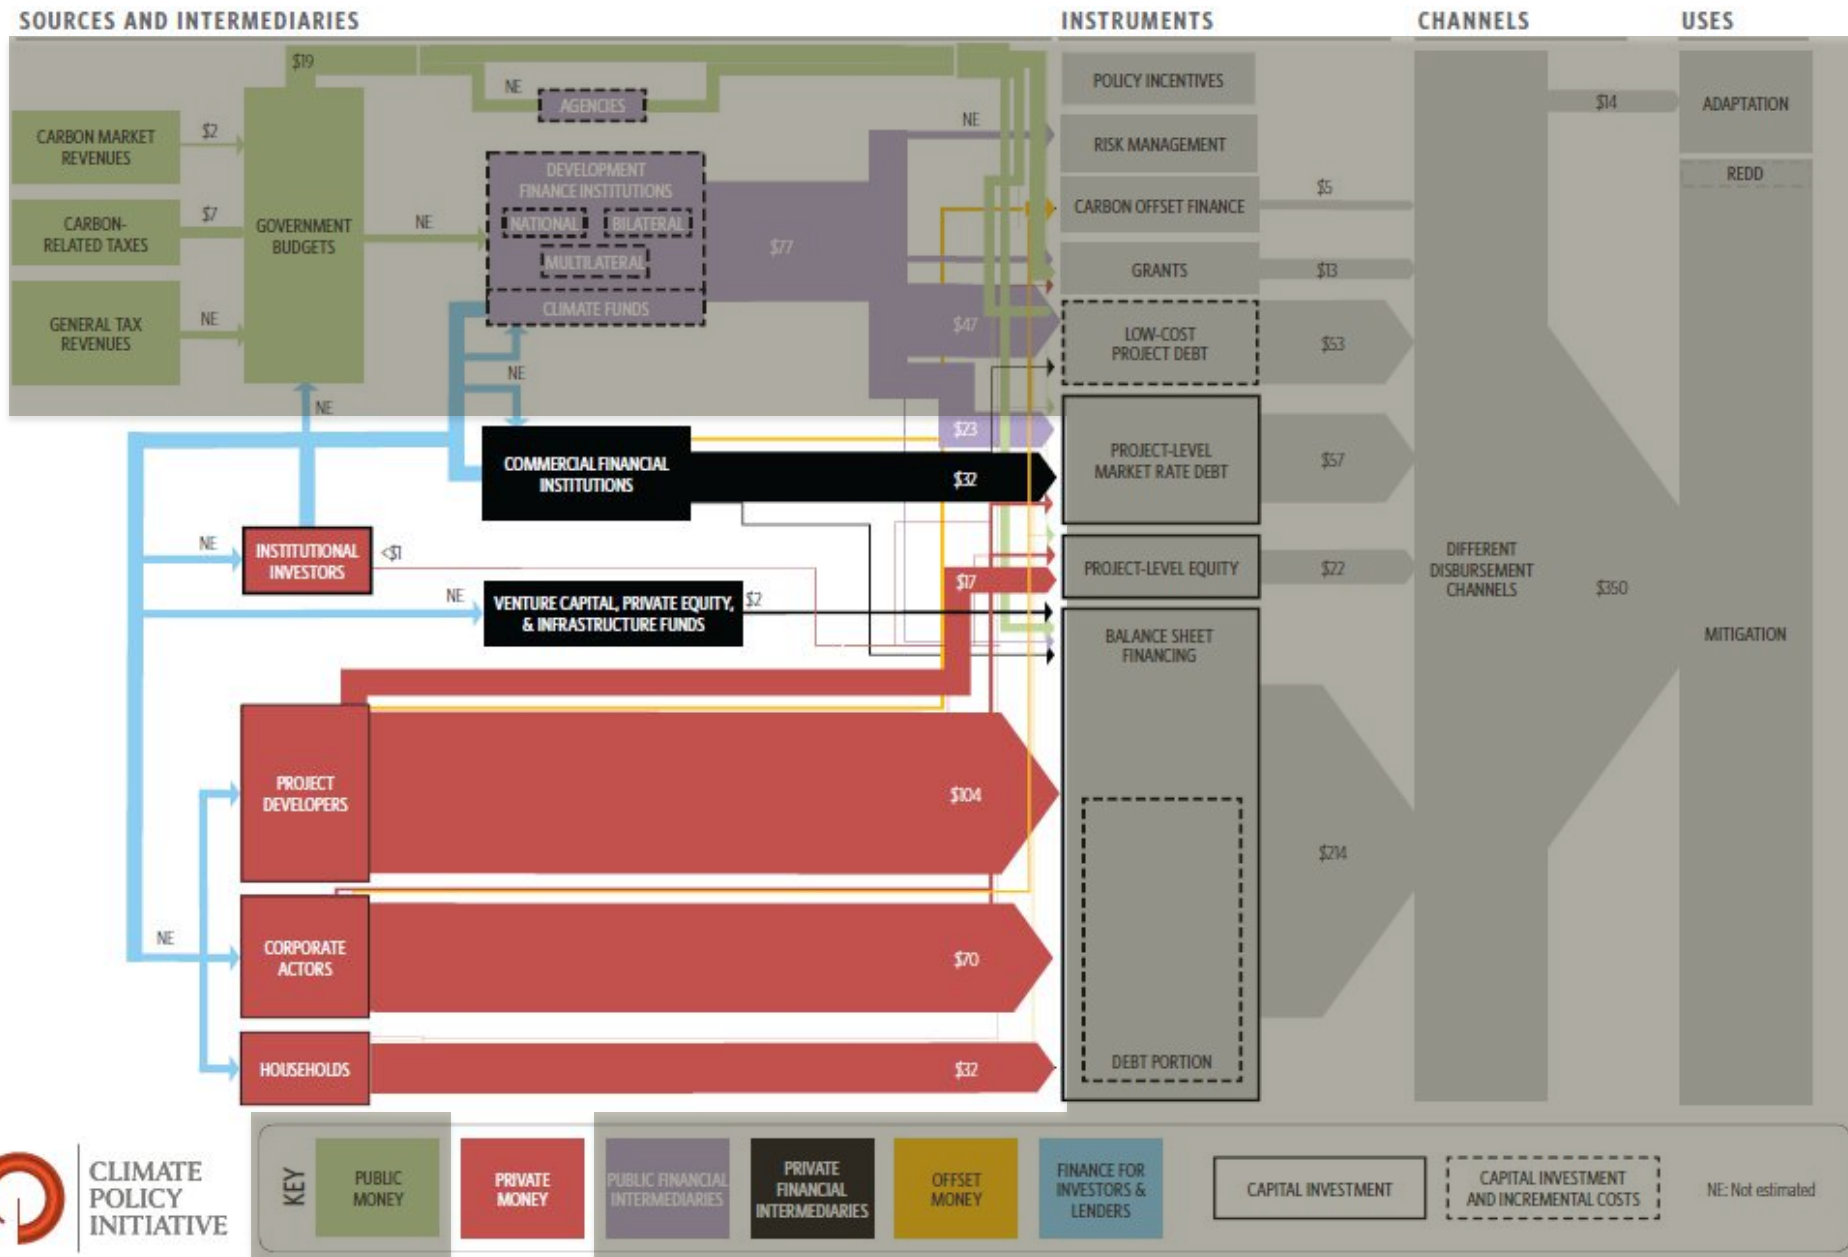 SOURCES AND INTERMEDIARIES
INSTRUMENTS
CHANNELS
USES
$19
NE
AGENCIES
CARBON MARKET
REVENUES
$2
CARBON-
RELATED TAXES
$7
GENERAL TAX
REVENUES
NE
GOVERNMENT
BUDGETS
NE
DEVELOPMENT
FINANCE INSTITUTIONS
NATIONAL
BILATERAL
MULTILATERAL
CLIMATE FUNDS
$77
NE
$47
NE
NE
$23
COMMERCIAL FINANCIAL
INSTITUTIONS
$32
NE
INSTITUTIONAL
INVESTORS
<$1
NE
VENTURE CAPITAL, PRIVATE EQUITY,
& INFRASTRUCTURE FUNDS
$2
$17
PROJECT
DEVELOPERS
$104
NE
CORPORATE
ACTORS
$70
HOUSEHOLDS
$32
POLICY INCENTIVES
RISK MANAGEMENT
CARBON OFFSET FINANCE
$5
GRANTS
$13
LOW-COST
PROJECT DEBT
$53
PROJECT-LEVEL
MARKET RATE DEBT
$57
PROJECT-LEVEL EQUITY
$22
BALANCE SHEET
FINANCING
$214
DEBT PORTION
DIFFERENT
DISBURSEMENT
CHANNELS
$14
$350
ADAPTATION
REDD
MITIGATION
CLIMATE
POLICY
INITIATIVE
KEY
PUBLIC
MONEY
PRIVATE
MONEY
PUBLIC FINANCIAL
INTERMEDIARIES
PRIVATE
FINANCIAL
INTERMEDIARIES
OFFSET
MONEY
FINANCE FOR
INVESTORS &
LENDERS
CAPITAL INVESTMENT
CAPITAL INVESTMENT
AND INCREMENTAL COSTS
NE: Not estimated